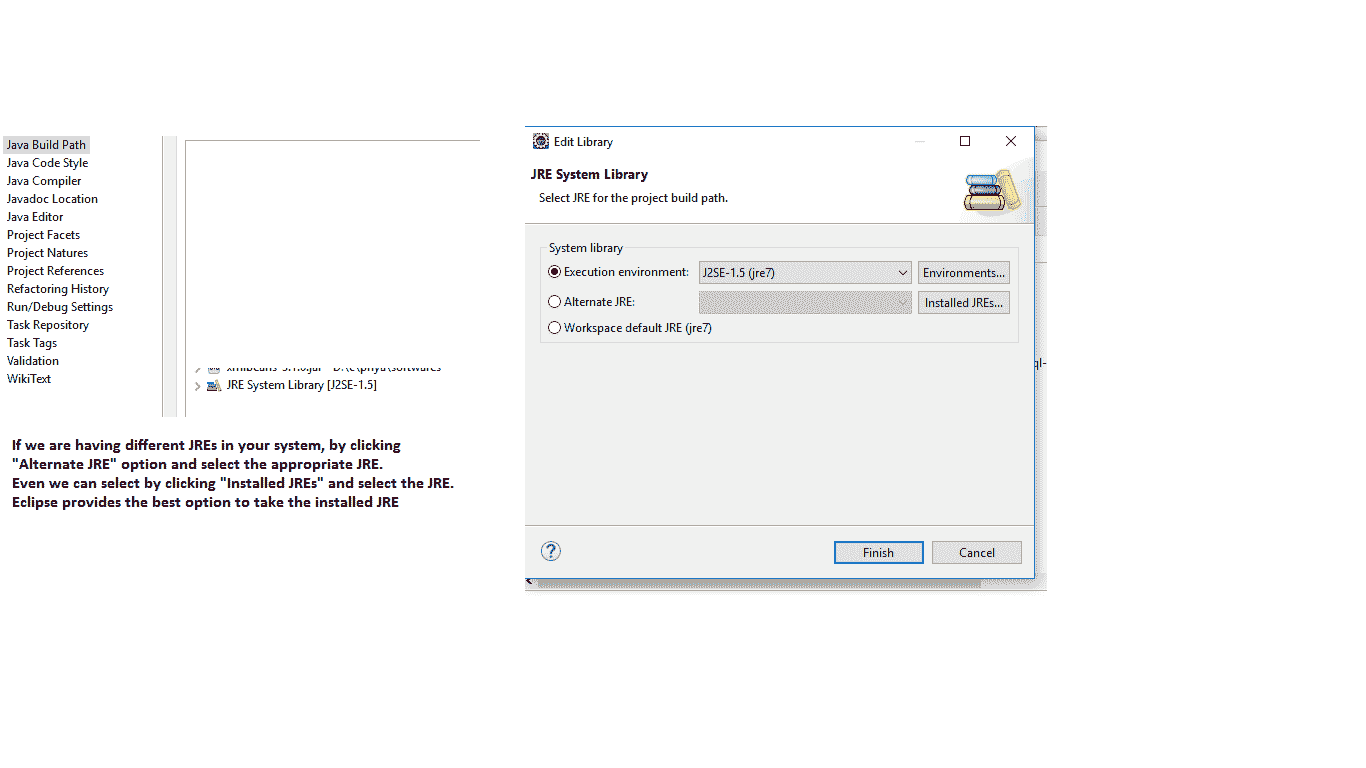 Java Build Path
Java Code Style
Java Compiler
Javadoc Location
Java Editor
Project Facets
Project Natures
Project References
Refactoring History
Run/Debug Settings
Task Repository
Task Tags
Validation
WikiText
JRE System Library [J2SE-1.5]
If we are having different JREs in your system, by clicking
"Alternate JRE" option and select the appropriate JRE.
Even we can select by clicking "Installed JREs" and select the JRE.
Eclipse provides the best option to take the installed JRE
Edit Library
JRE System Library
Select JRE for the project build path.
System library
Execution environment: J2SE-1.5 (jre7) Environments...
Alternate JRE: Installed JREs...
Workspace default JRE (jre7)
ql-
Finish Cancel